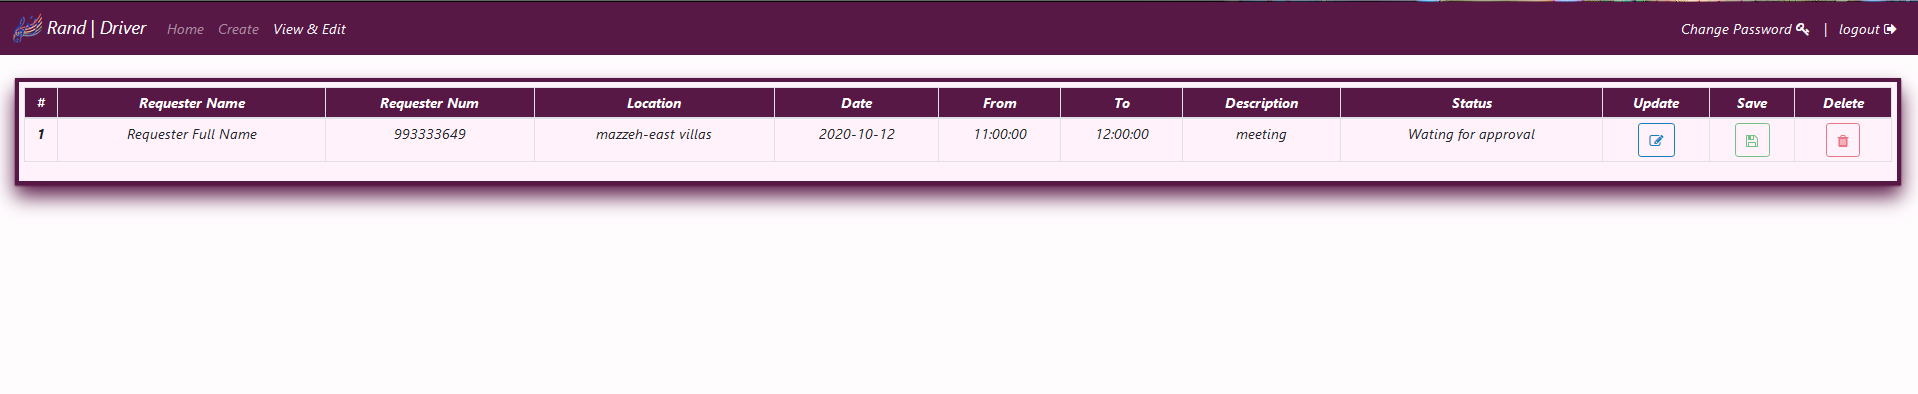 Rand | Driver Home Create View & Edit Change Password | logout
# Requester Name Requester Num Location Date From To Description Status Update Save Delete
1 Requester Full Name 993333649 mazzeh-east villas 2020-10-12 11:00:00 12:00:00 meeting Wating for approval